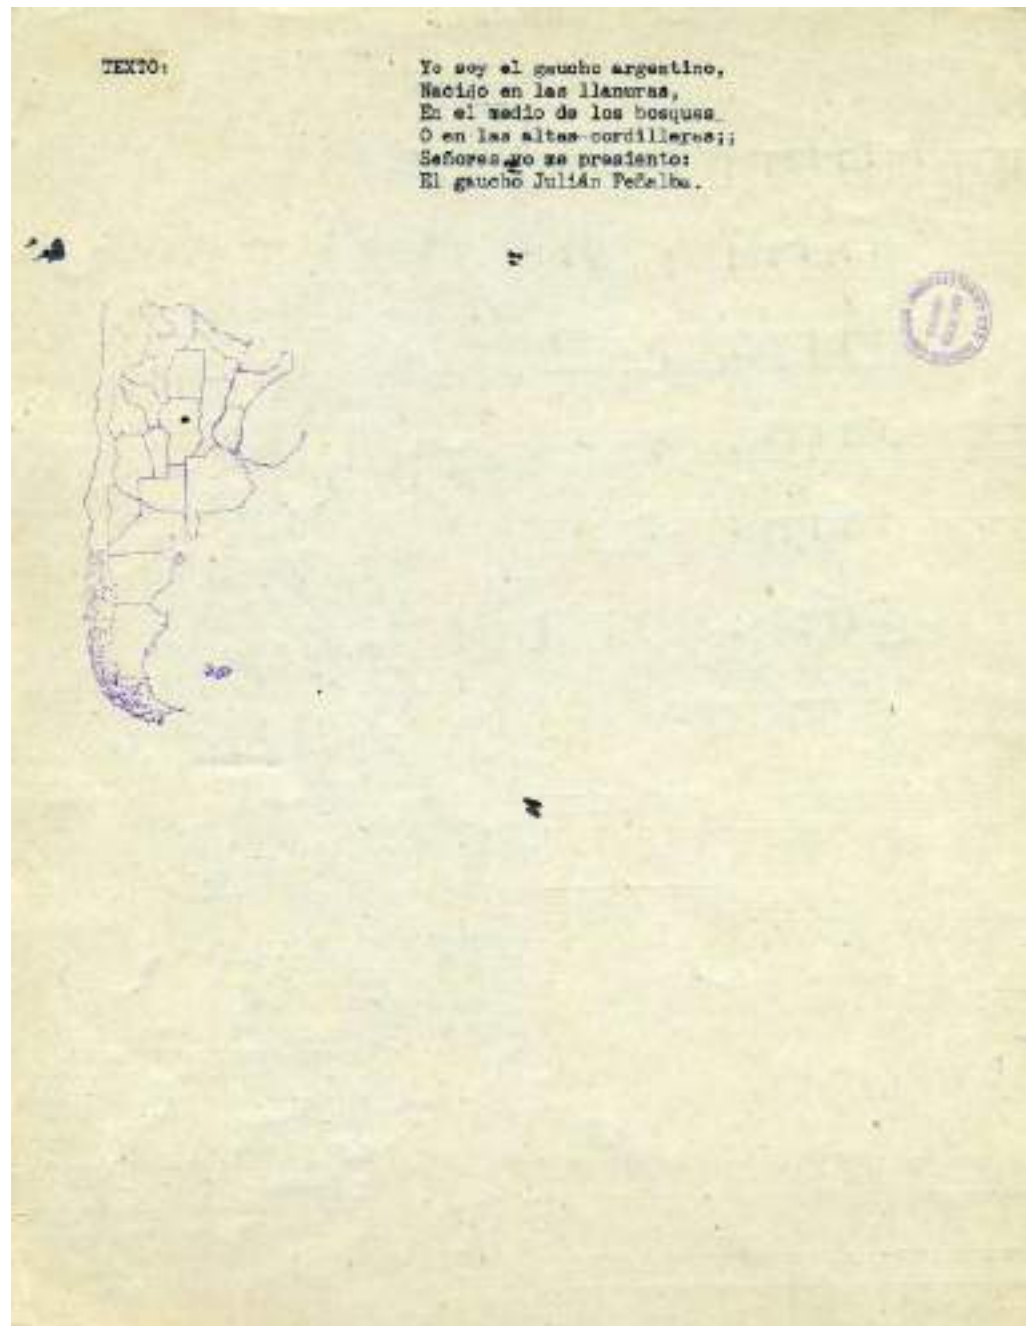 TEXTO:
Yo soy el gaucho argentino,
Nacido en las llanuras,
En el medio de los bosques
O en las altas cordilleras;;
Señores yo me presiento:
El gaucho Julián Peñalba.